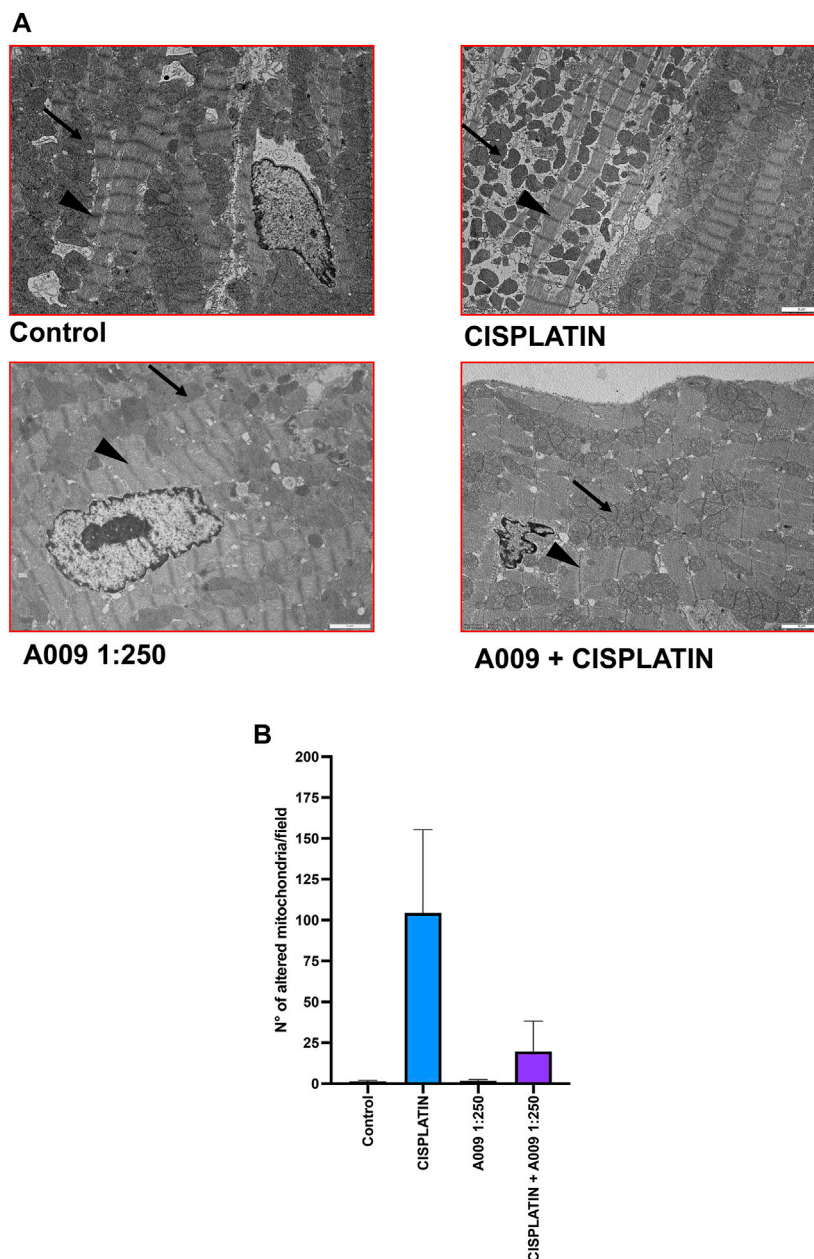 A
Control
CISPLATIN
A009 1:250
A009 + CISPLATIN
B
N° of altered mitochondria/field
200
175
150
125
100
75
50
25
0
Control
CISPLATIN
A009 1:250
CISPLATIN + A009 1:250